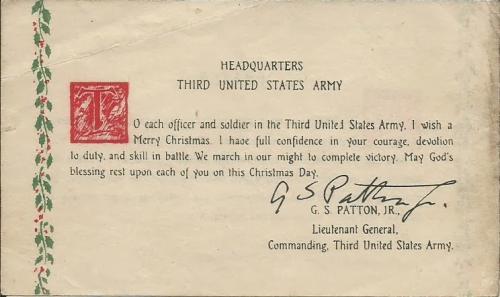 HEADQUARTERS
THIRD UNITED STATES ARMY
TO each officer and soldier in the Third United States Army, I wish a
Merry Christmas. I have full confidence in your courage, devotion
to duty, and skill in battle. We march in our might to complete victory. May God's
blessing rest upon each of you on this Christmas Day.
G S Patton Jr.
G. S. PATTON, JR.,
Lieutenant General,
Commanding, Third United States Army.